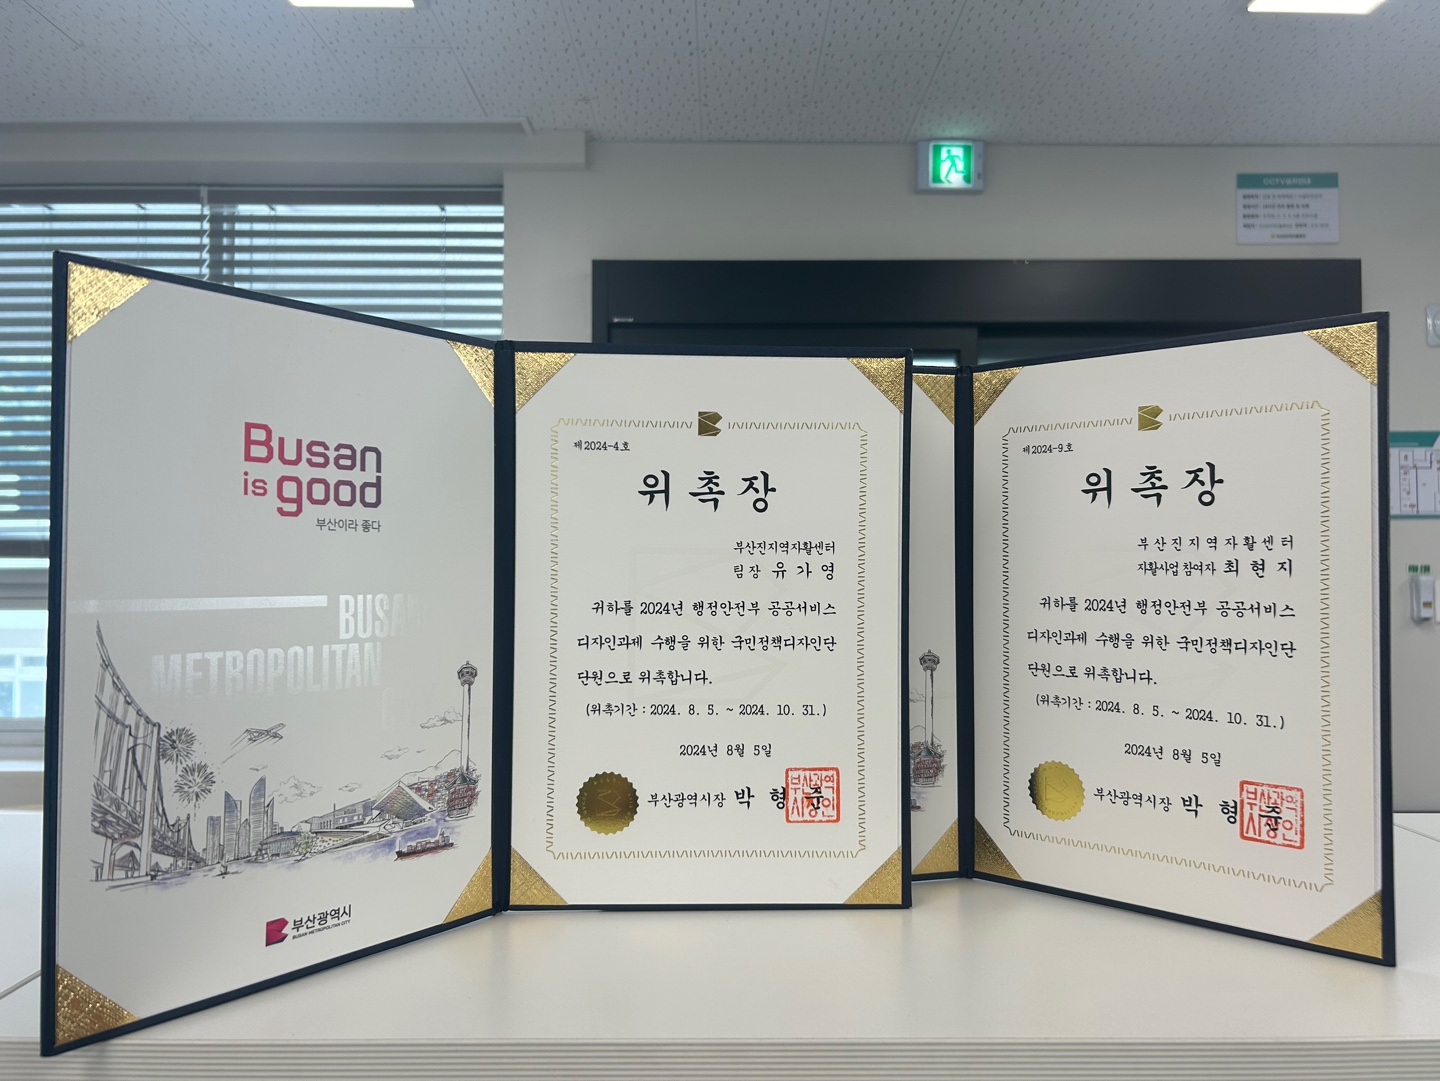 CCTV설치안내
Busan
is good
부산이라 좋다
BUSAN
METROPOLITAN
부산광역시
BUSAN METROPOLITAN CITY
제2024-4호
위촉장
부산진지역자활센터
팀장 유가영
귀하를 2024년 행정안전부 공공서비스
디자인과제 수행을 위한 국민정책디자인단
단원으로 위촉합니다.
(위촉기간 : 2024. 8. 5. ~ 2024. 10. 31.)
2024년 8월 5일
부산광역시장 박형준
부산광역
시장인
제2024-9호
위촉장
부산진지역자활센터
자활사업 참여자 최현지
귀하를 2024년 행정안전부 공공서비스
디자인과제 수행을 위한 국민정책디자인단
단원으로 위촉합니다.
(위촉기간 : 2024. 8. 5. ~ 2024. 10. 31.)
2024년 8월 5일
부산광역시장 박형준
부산광역
시장인